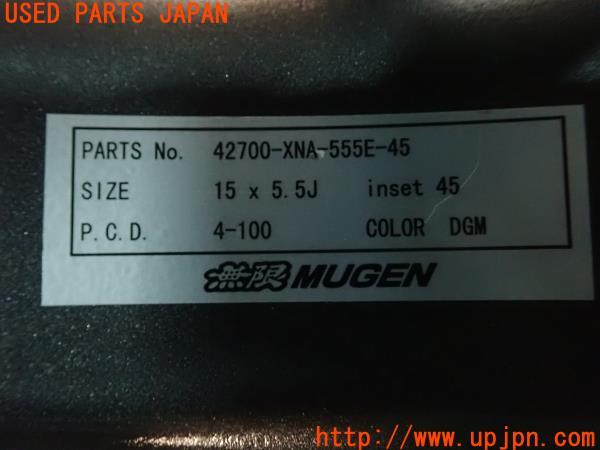 USED PARTS JAPAN
PARTS No. 42700-XNA-555E-45
SIZE 15 x 5.5J inset 45
P.C.D. 4-100 COLOR DGM
無限 MUGEN
http://www.upjpn.com/